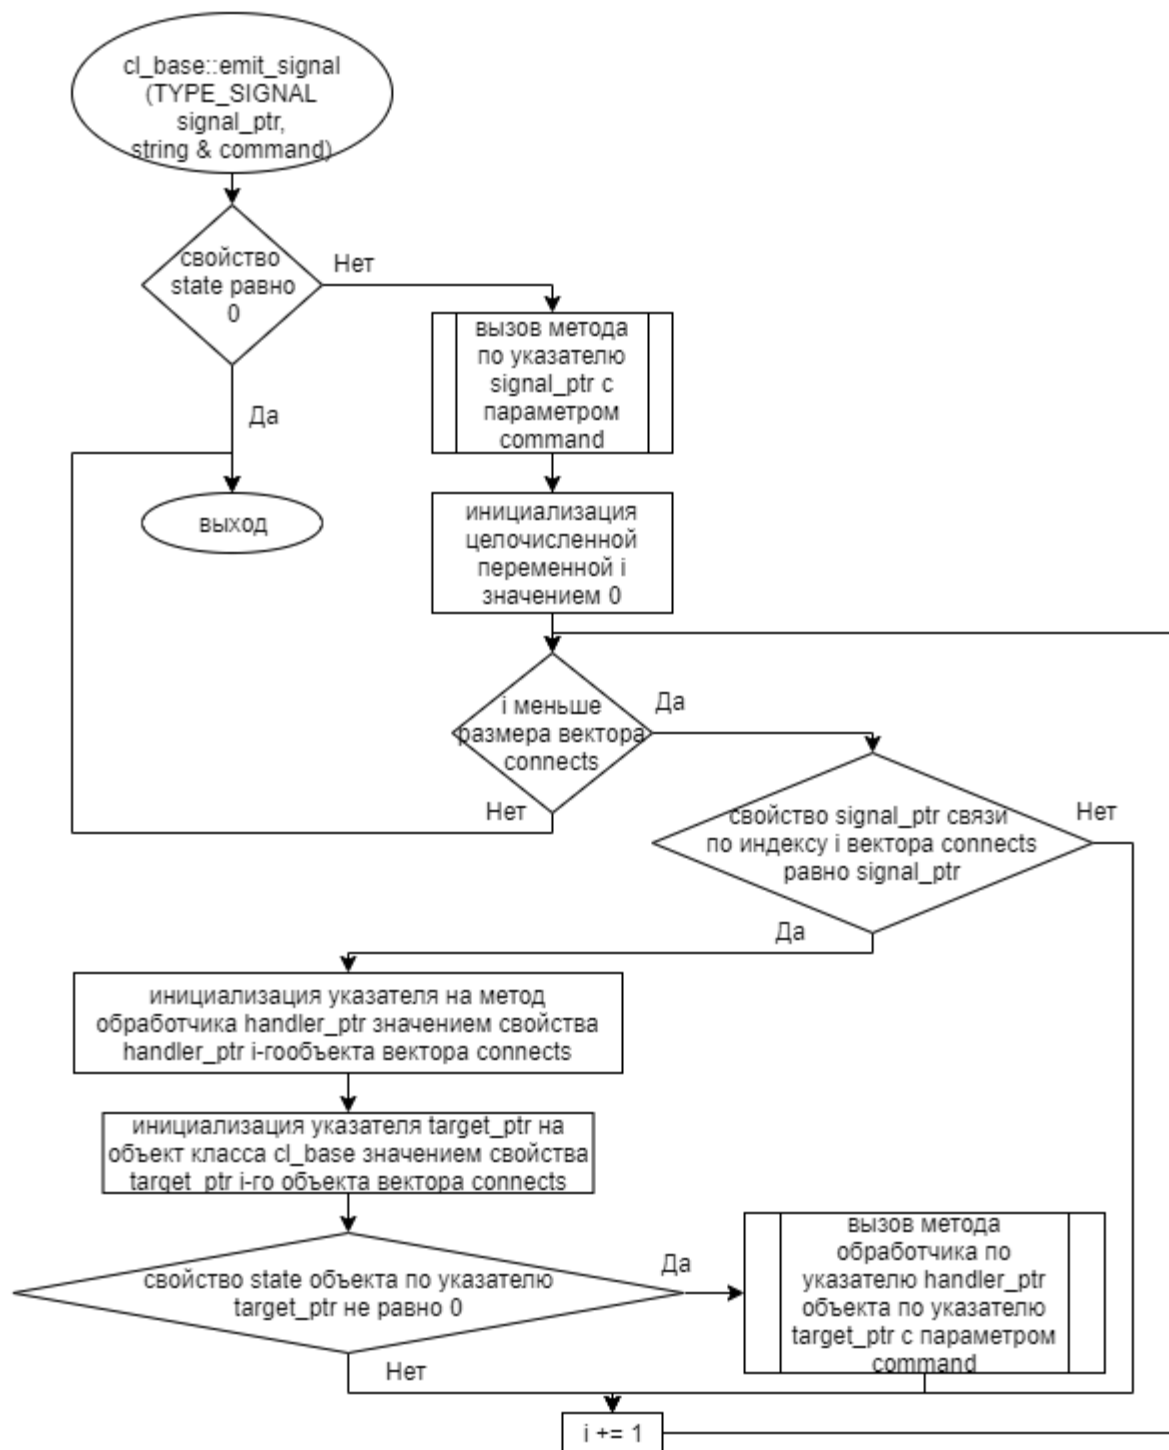 cl_base::emit_signal
(TYPE_SIGNAL
signal_ptr,
string & command)
свойство
state равно
0
Нет
вызов метода
по указателю
signal_ptr с
параметром
command
Да
выход
инициализация
целочисленной
переменной i
значением 0
i меньше
размера вектора
connects
Да
Нет
свойство signal_ptr связи
по индексу i вектора connects
равно signal_ptr
Нет
Да
инициализация указателя на метод
обработчика handler_ptr значением свойства
handler_ptr i-гообъекта вектора connects
инициализация указателя target_ptr на
объект класса cl_base значением свойства
target_ptr i-го объекта вектора connects
свойство state объекта по указателю
target_ptr не равно 0
Да
вызов метода
обработчика по
указателю handler_ptr
объекта по указателю
target_ptr с параметром
command
Нет
i += 1